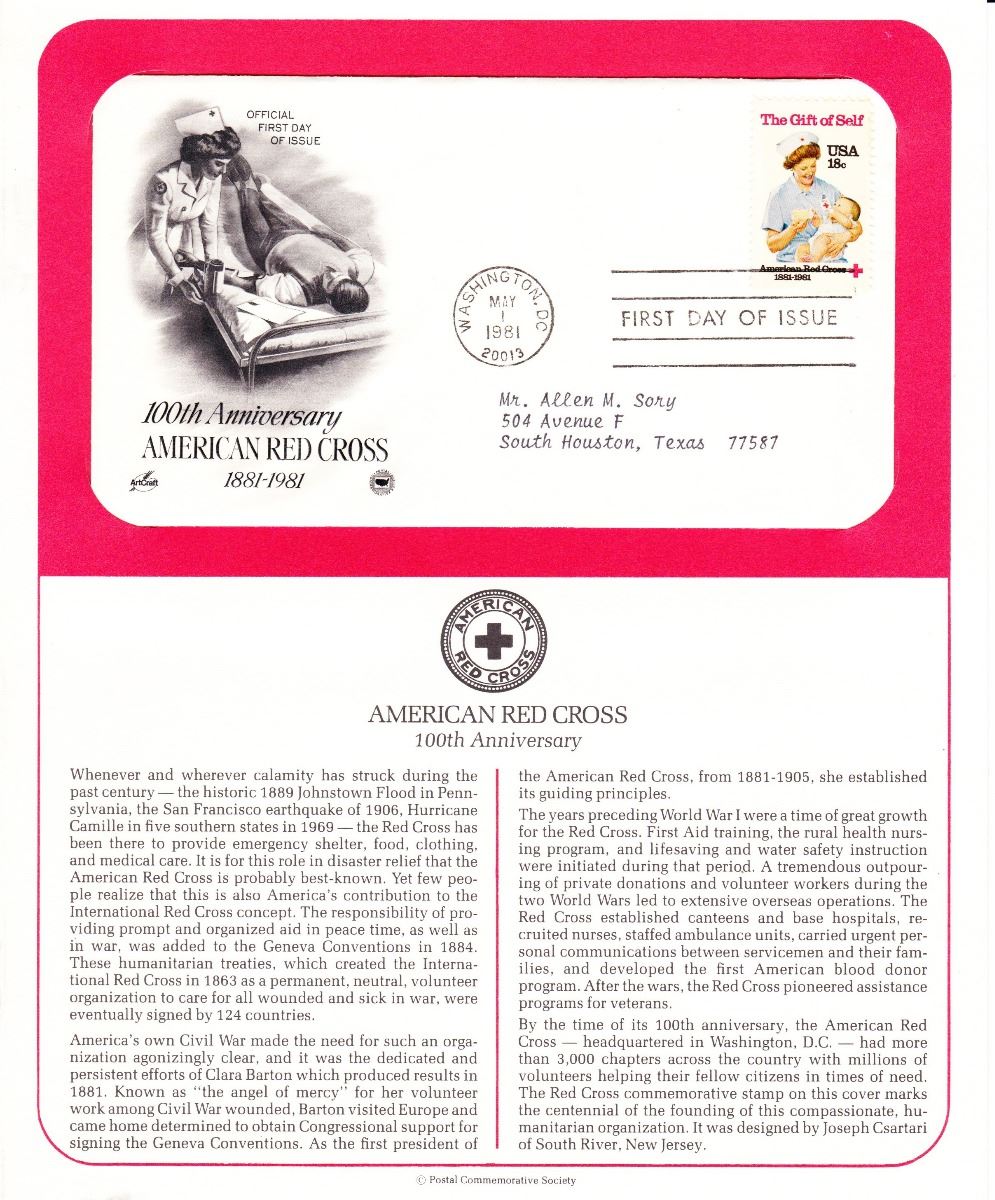 OFFICIAL
FIRST DAY
OF ISSUE
The Gift of Self
USA
18c
American Red Cross
1881-1981
WASHINGTON, DC
MAY
1
1981
20013
FIRST DAY OF ISSUE
Mr. Allen M. Sory
504 Avenue F
South Houston, Texas 77587
100th Anniversary
AMERICAN RED CROSS
1881-1981
ArtCraft
AMERICAN
RED CROSS
AMERICAN RED CROSS
100th Anniversary
Whenever and wherever calamity has struck during the
past century — the historic 1889 Johnstown Flood in Penn-
sylvania, the San Francisco earthquake of 1906, Hurricane
Camille in five southern states in 1969 — the Red Cross has
been there to provide emergency shelter, food, clothing,
and medical care. It is for this role in disaster relief that the
American Red Cross is probably best-known. Yet few peo-
ple realize that this is also America's contribution to the
International Red Cross concept. The responsibility of pro-
viding prompt and organized aid in peace time, as well as
in war, was added to the Geneva Conventions in 1884.
These humanitarian treaties, which created the Interna-
tional Red Cross in 1863 as a permanent, neutral, volunteer
organization to care for all wounded and sick in war, were
eventually signed by 124 countries.
America's own Civil War made the need for such an orga-
nization agonizingly clear, and it was the dedicated and
persistent efforts of Clara Barton which produced results in
1881. Known as "the angel of mercy" for her volunteer
work among Civil War wounded, Barton visited Europe and
came home determined to obtain Congressional support for
signing the Geneva Conventions. As the first president of
the American Red Cross, from 1881-1905, she established
its guiding principles.
The years preceding World War I were a time of great growth
for the Red Cross. First Aid training, the rural health nurs-
ing program, and lifesaving and water safety instruction
were initiated during that period. A tremendous outpour-
ing of private donations and volunteer workers during the
two World Wars led to extensive overseas operations. The
Red Cross established canteens and base hospitals, re-
cruited nurses, staffed ambulance units, carried urgent per-
sonal communications between servicemen and their fam-
ilies, and developed the first American blood donor
program. After the wars, the Red Cross pioneered assistance
programs for veterans.
By the time of its 100th anniversary, the American Red
Cross — headquartered in Washington, D.C. — had more
than 3,000 chapters across the country with millions of
volunteers helping their fellow citizens in times of need.
The Red Cross commemorative stamp on this cover marks
the centennial of the founding of this compassionate, hu-
manitarian organization. It was designed by Joseph Csartari
of South River, New Jersey.
© Postal Commemorative Society